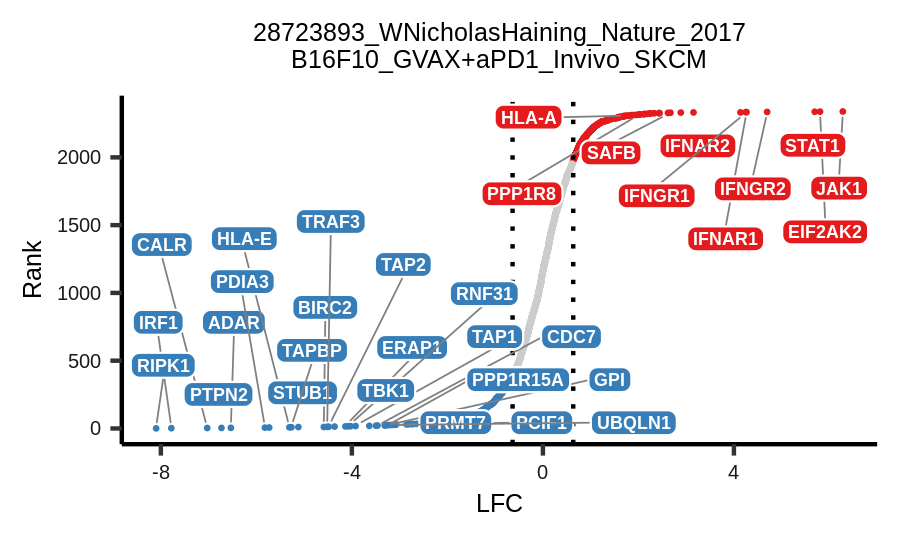 28723893_WNicholasHaining_Nature_2017
B16F10_GVAX+aPD1_Invivo_SKCM
Rank
2000
1500
1000
500
0
HLA-A
SAFB
IFNAR2
STAT1
PPP1R8
IFNGR1
IFNGR2
JAK1
IFNAR1
EIF2AK2
TRAF3
CALR
HLA-E
TAP2
PDIA3
RNF31
BIRC2
IRF1
ADAR
TAP1
CDC7
TAPBP
ERAP1
RIPK1
PPP1R15A
GPI
PTPN2
STUB1
TBK1
PRMT7
PCIF1
UBQLN1
-8
-4
0
4
LFC